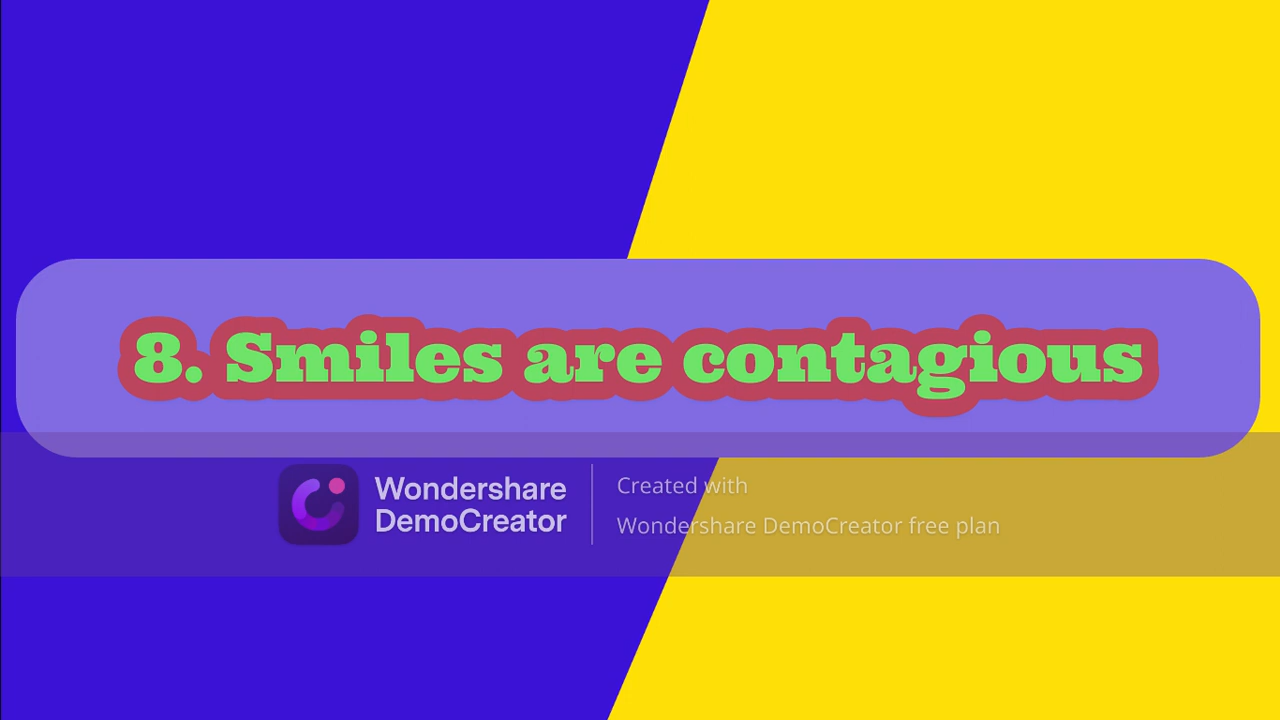 8. Smiles are contagious
Wondershare
DemoCreator
Created with
Wondershare DemoCreator free plan